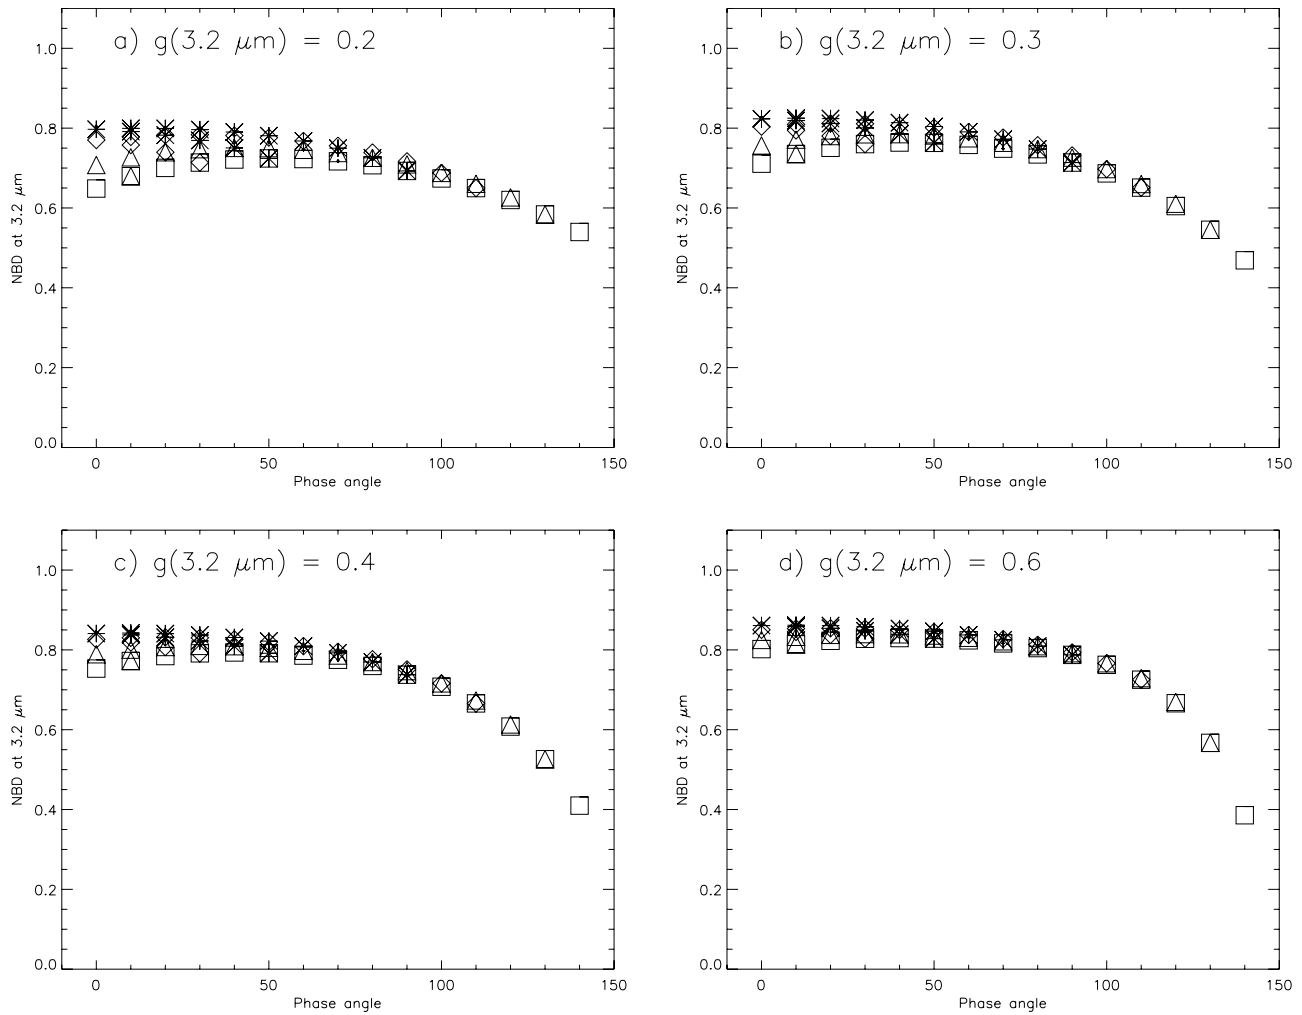 a) g(3.2 μm) = 0.2
1.0
0.8
0.6
0.4
0.2
0.0
NBD at 3.2 μm
0 50 100 150
Phase angle
b) g(3.2 μm) = 0.3
1.0
0.8
0.6
0.4
0.2
0.0
NBD at 3.2 μm
0 50 100 150
Phase angle
c) g(3.2 μm) = 0.4
1.0
0.8
0.6
0.4
0.2
0.0
NBD at 3.2 μm
0 50 100 150
Phase angle
d) g(3.2 μm) = 0.6
1.0
0.8
0.6
0.4
0.2
0.0
NBD at 3.2 μm
0 50 100 150
Phase angle